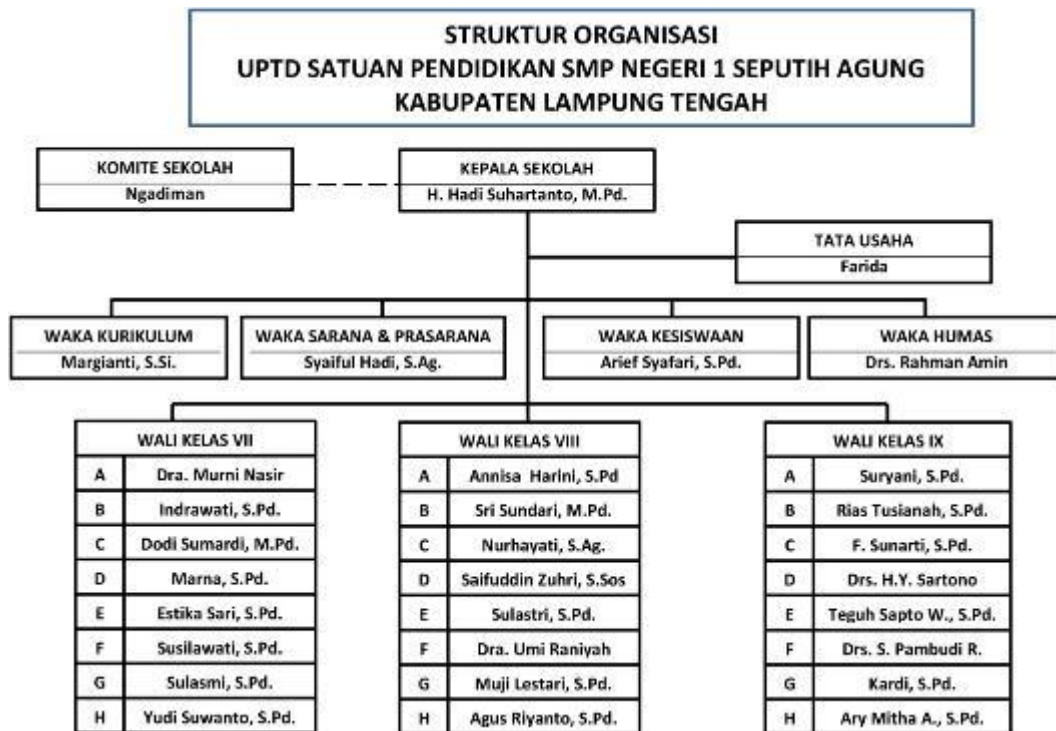 STRUKTUR ORGANISASI
UPTD SATUAN PENDIDIKAN SMP NEGERI 1 SEPUTIH AGUNG
KABUPATEN LAMPUNG TENGAH
KOMITE SEKOLAH
Ngadiman
KEPALA SEKOLAH
H. Hadi Suhartanto, M.Pd.
TATA USAHA
Farida
WAKA KURIKULUM
Margianti, S.Si.
WAKA SARANA & PRASARANA
Syaiful Hadi, S.Ag.
WAKA KESISWAAN
Arief Syafari, S.Pd.
WAKA HUMAS
Drs. Rahman Amin
WALI KELAS VII
A Dra. Murni Nasir
B Indrawati, S.Pd.
C Dodi Sumardi, M.Pd.
D Marna, S.Pd.
E Estika Sari, S.Pd.
F Susilawati, S.Pd.
G Sulasmi, S.Pd.
H Yudi Suwanto, S.Pd.
WALI KELAS VIII
A Annisa Harini, S.Pd
B Sri Sundari, M.Pd.
C Nurhayati, S.Ag.
D Saifuddin Zuhri, S.Sos
E Sulastri, S.Pd.
F Dra. Umi Raniyah
G Muji Lestari, S.Pd.
H Agus Riyanto, S.Pd.
WALI KELAS IX
A Suryani, S.Pd.
B Rias Tusianah, S.Pd.
C F. Sunarti, S.Pd.
D Drs. H.Y. Sartono
E Teguh Sapto W., S.Pd.
F Drs. S. Pambudi R.
G Kardi, S.Pd.
H Ary Mitha A., S.Pd.